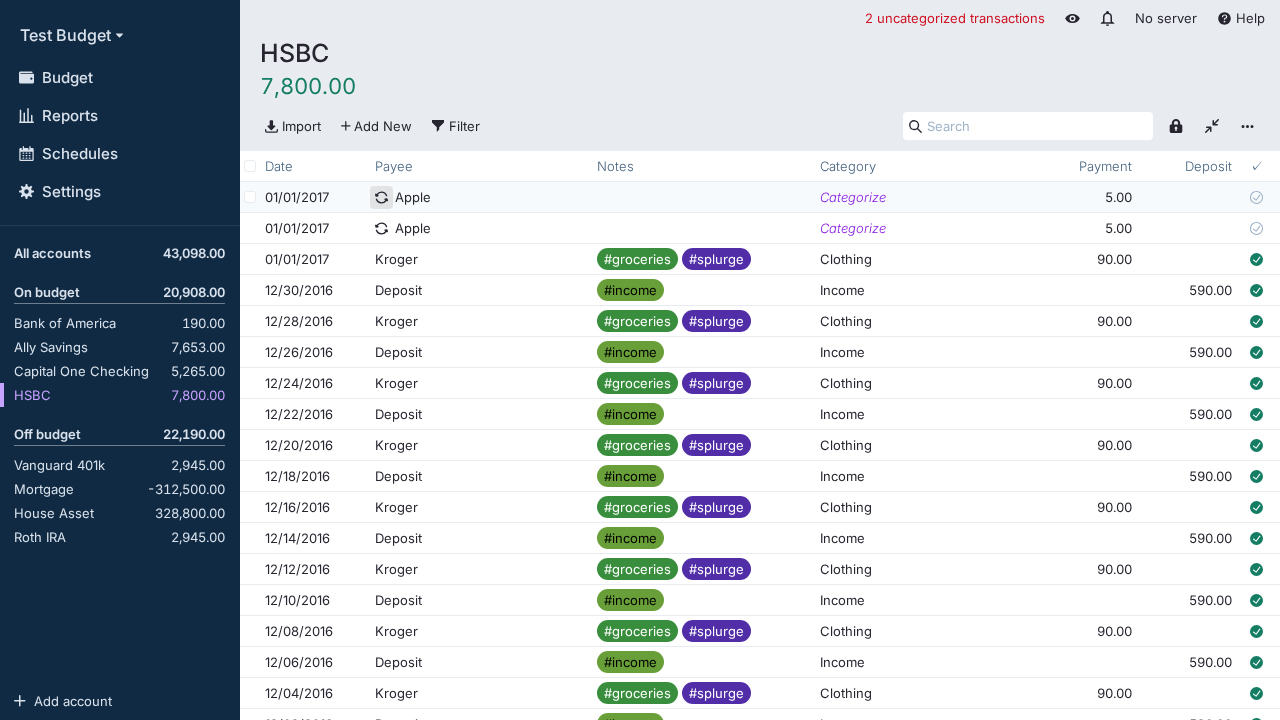 Test Budget
Budget
Reports
Schedules
Settings
All accounts 43,098.00
On budget 20,908.00
Bank of America 190.00
Ally Savings 7,653.00
Capital One Checking 5,265.00
HSBC 7,800.00
Off budget 22,190.00
Vanguard 401k 2,945.00
Mortgage -312,500.00
House Asset 328,800.00
Roth IRA 2,945.00
Add account
2 uncategorized transactions No server Help
HSBC
7,800.00
Import Add New Filter Search
Date Payee Notes Category Payment Deposit ✓
01/01/2017 Apple Categorize 5.00
01/01/2017 Apple Categorize 5.00
01/01/2017 Kroger #groceries #splurge Clothing 90.00
12/30/2016 Deposit #income Income 590.00
12/28/2016 Kroger #groceries #splurge Clothing 90.00
12/26/2016 Deposit #income Income 590.00
12/24/2016 Kroger #groceries #splurge Clothing 90.00
12/22/2016 Deposit #income Income 590.00
12/20/2016 Kroger #groceries #splurge Clothing 90.00
12/18/2016 Deposit #income Income 590.00
12/16/2016 Kroger #groceries #splurge Clothing 90.00
12/14/2016 Deposit #income Income 590.00
12/12/2016 Kroger #groceries #splurge Clothing 90.00
12/10/2016 Deposit #income Income 590.00
12/08/2016 Kroger #groceries #splurge Clothing 90.00
12/06/2016 Deposit #income Income 590.00
12/04/2016 Kroger #groceries #splurge Clothing 90.00